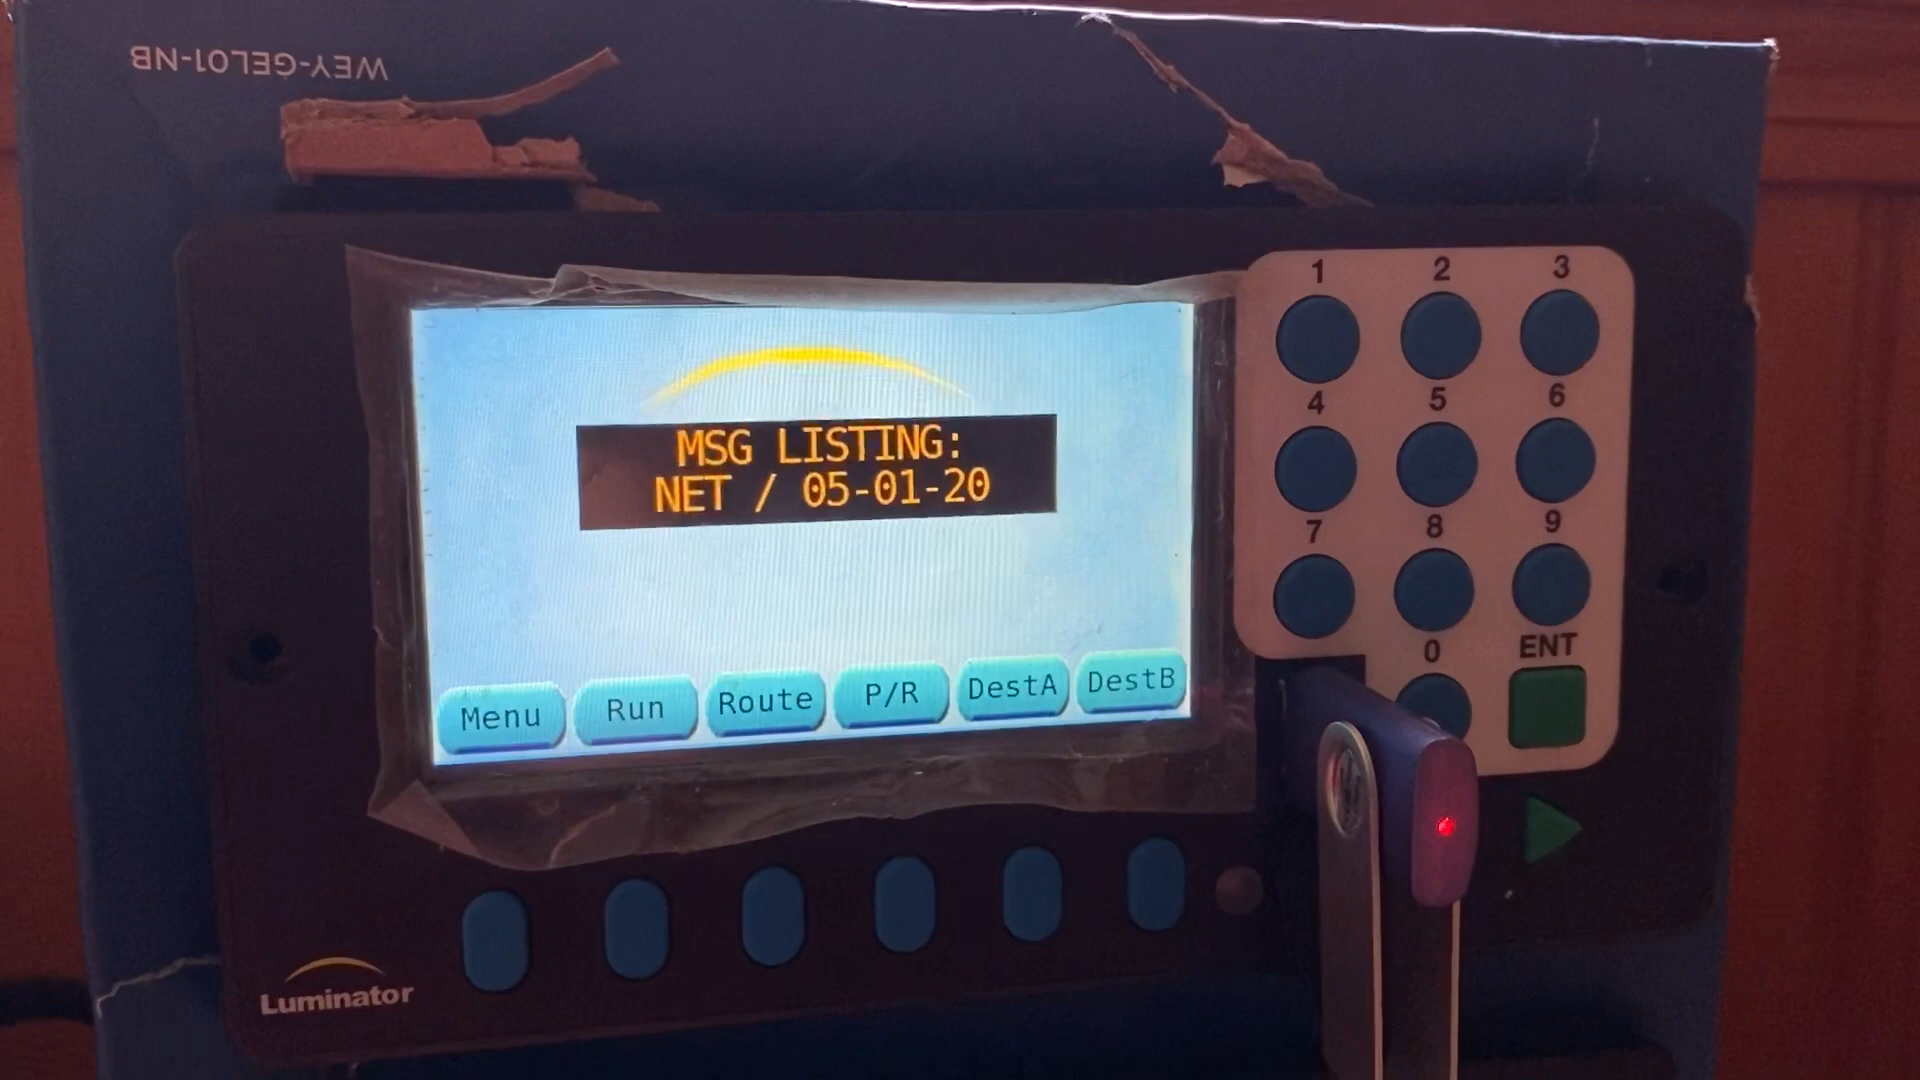 WEY-GEL01-NB
MSG LISTING:
NET / 05-01-20
Menu Run Route P/R DestA DestB
1 2 3
4 5 6
7 8 9
0 ENT
Luminator